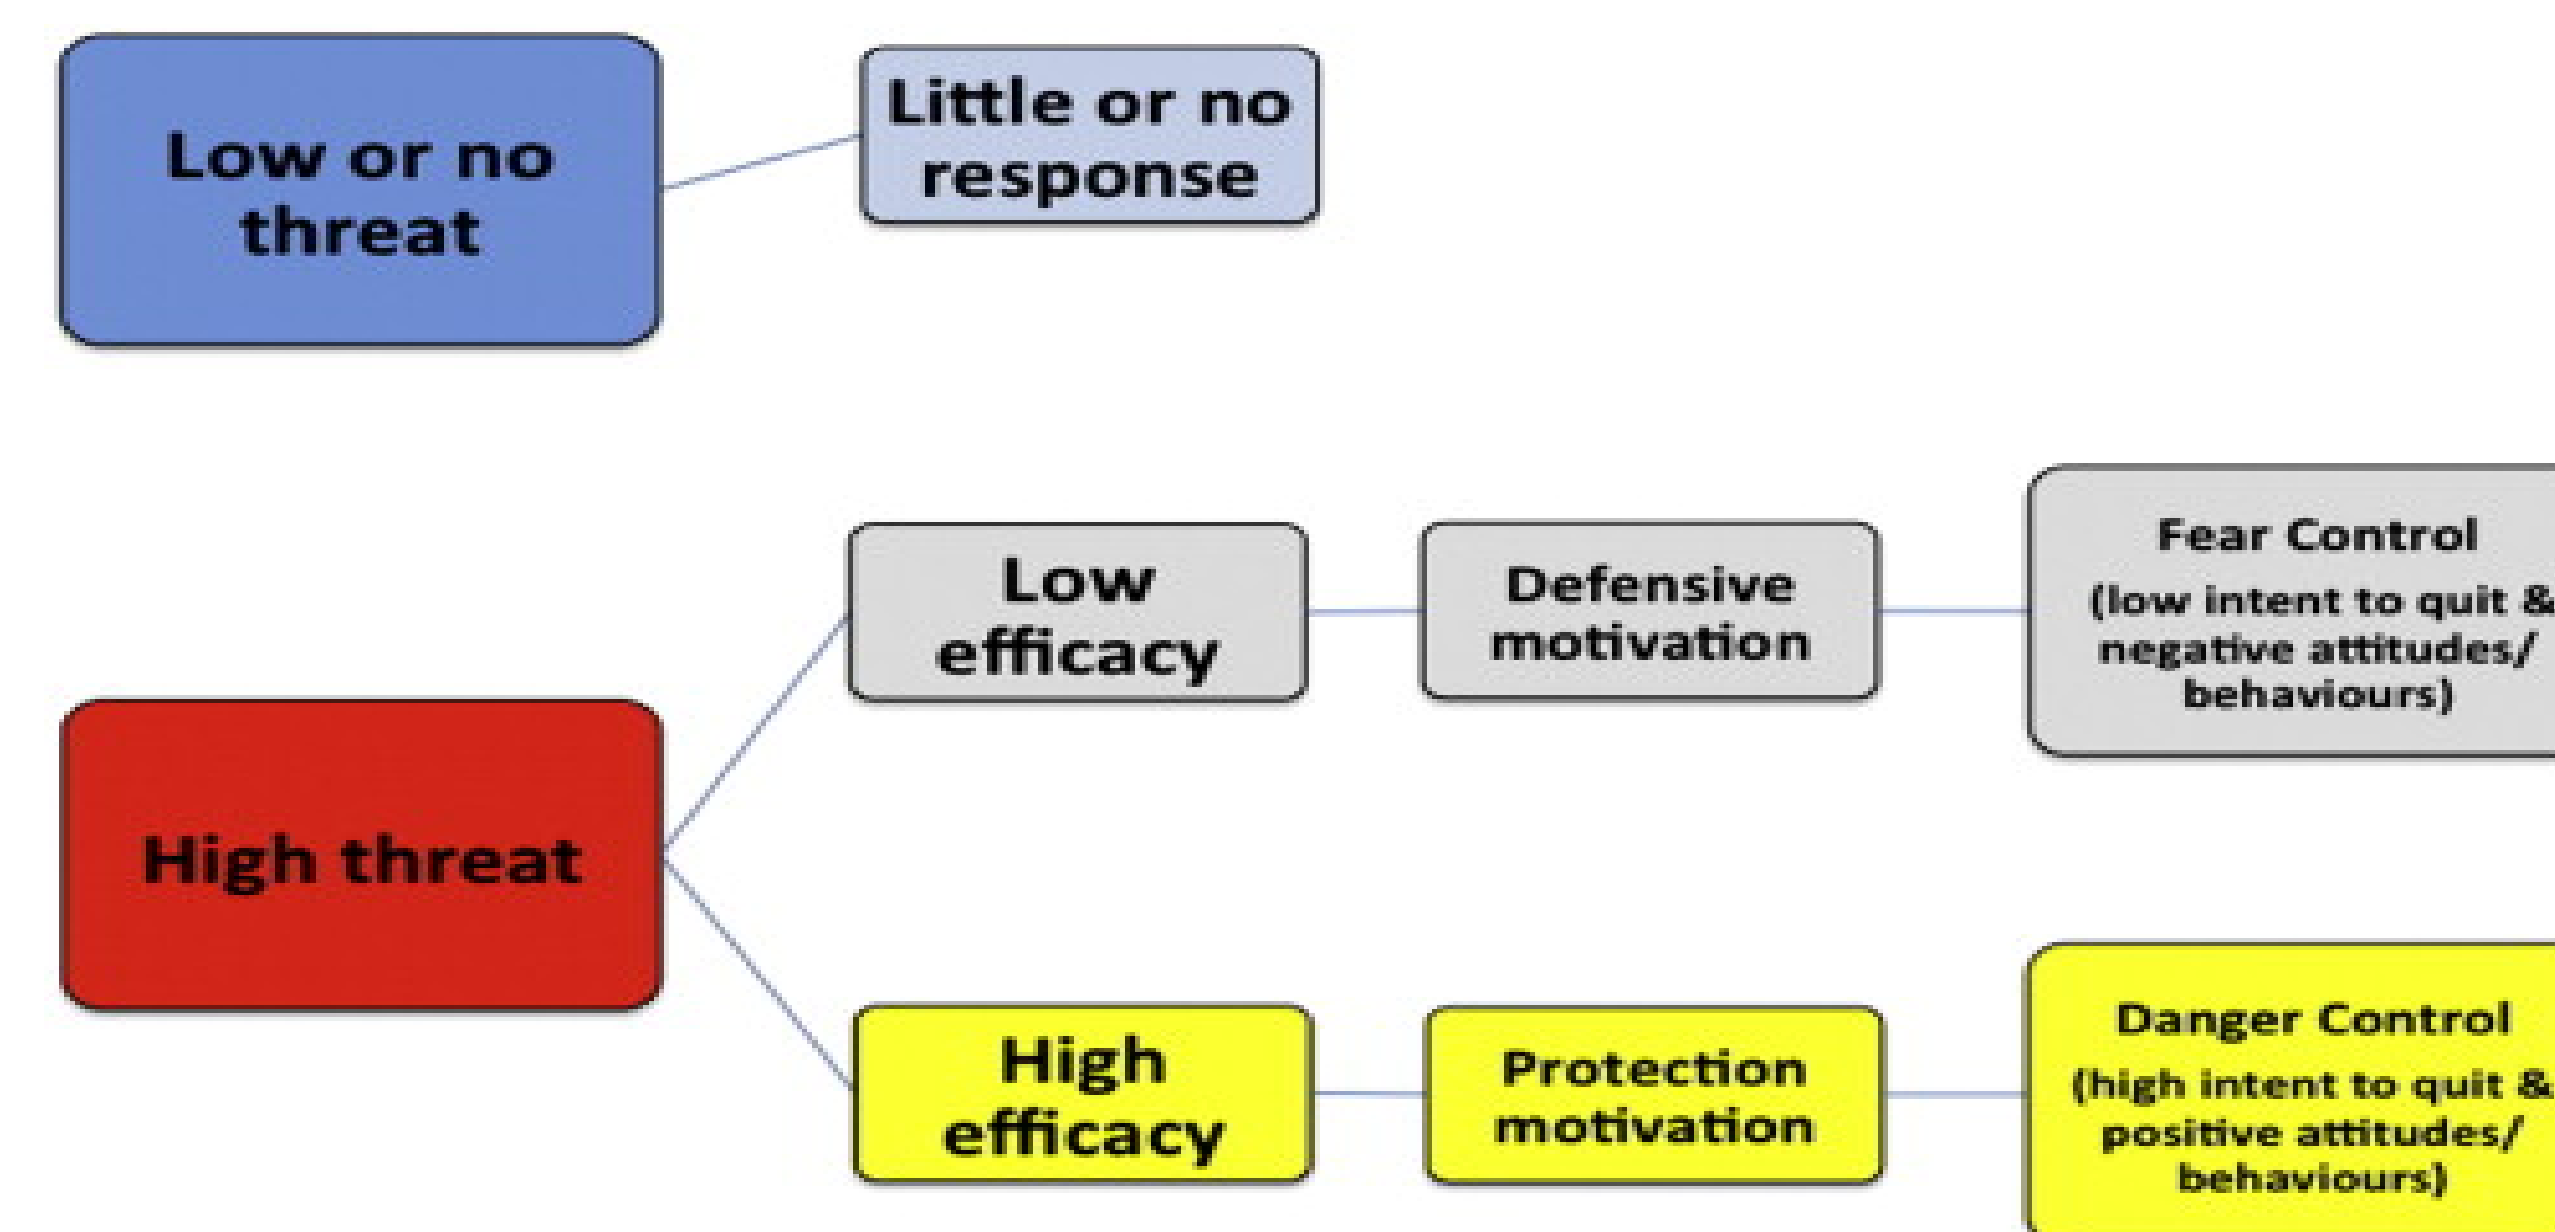 Low or no
threat
Little or no
response
High threat
Low
efficacy
Defensive
motivation
Fear Control
(low intent to quit &
negative attitudes/
behaviours)
High
efficacy
Protection
motivation
Danger Control
(high intent to quit &
positive attitudes/
behaviours)